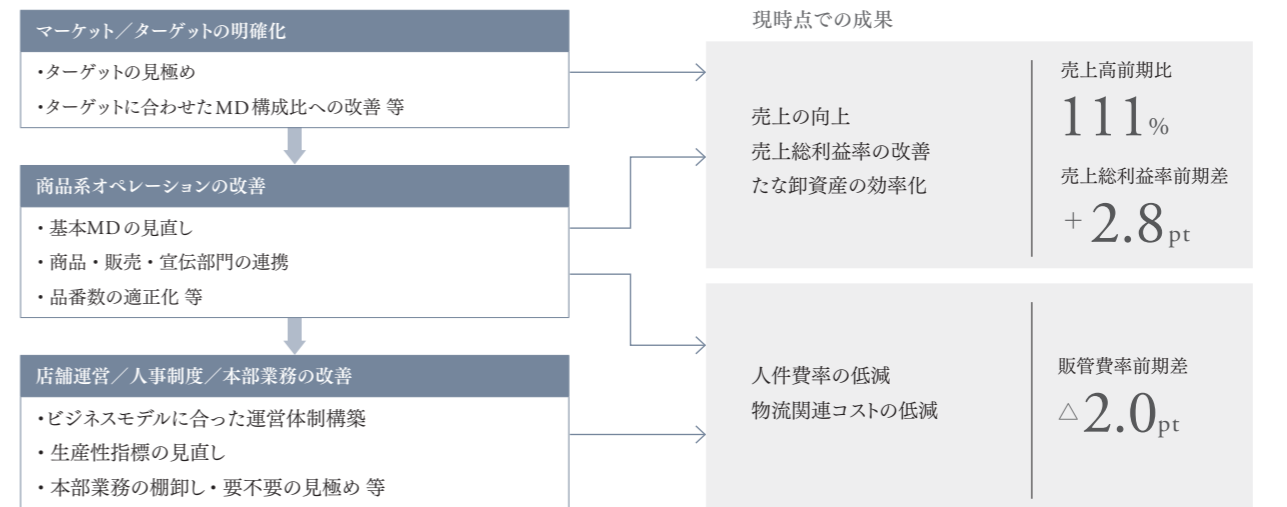 マーケット／ターゲットの明確化
・ターゲットの見極め
・ターゲットに合わせたMD構成比への改善 等
商品系オペレーションの改善
・基本MDの見直し
・商品・販売・宣伝部門の連携
・品番数の適正化 等
店舗運営／人事制度／本部業務の改善
・ビジネスモデルに合った運営体制構築
・生産性指標の見直し
・本部業務の棚卸し・要不要の見極め 等
現時点での成果
売上の向上
売上総利益率の改善
たな卸資産の効率化
売上高前期比
111%
売上総利益率前期差
+2.8pt
人件費率の低減
物流関連コストの低減
販管費率前期差
△2.0pt